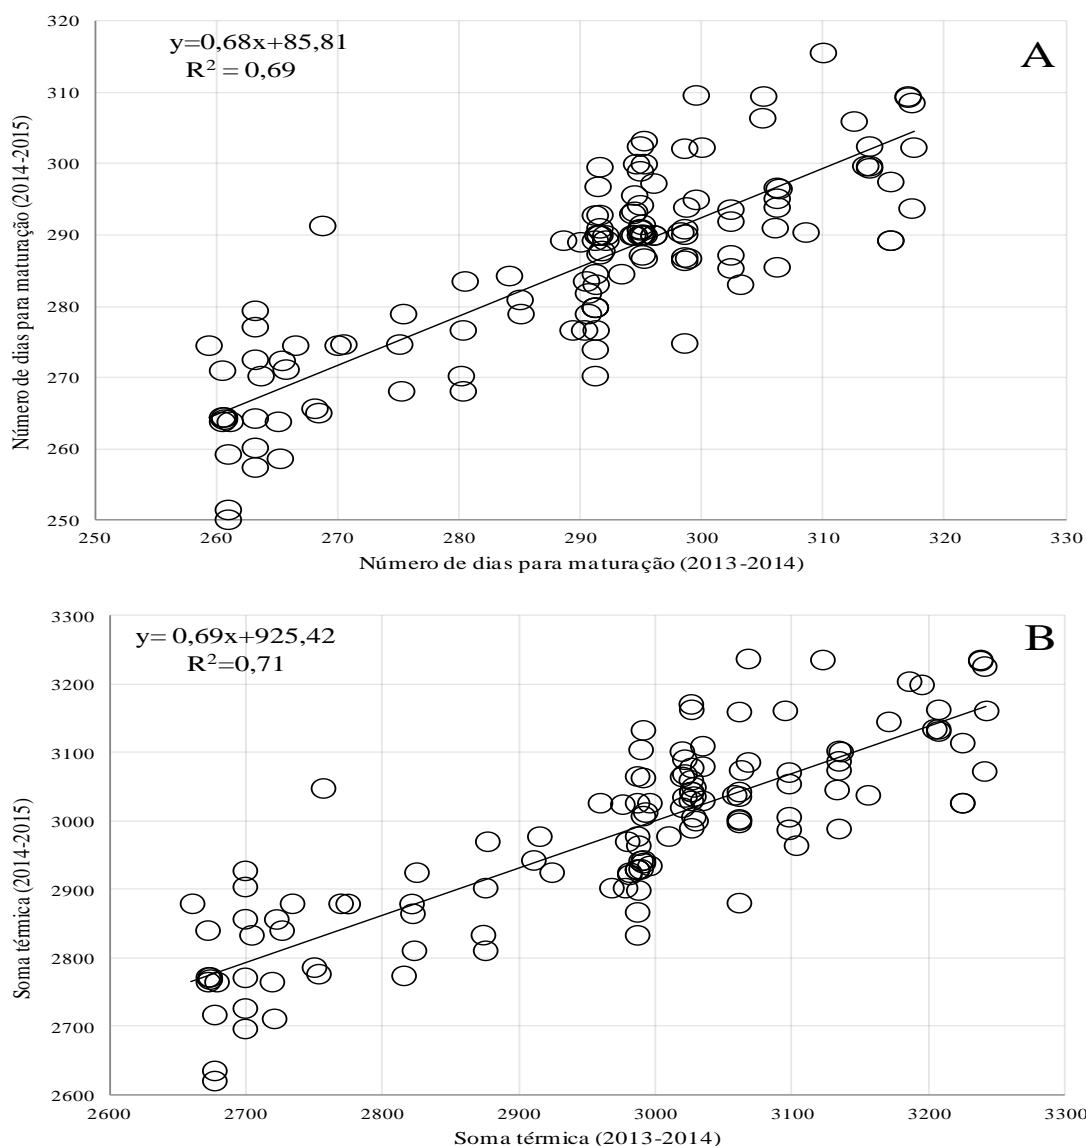 320
310
300
290
280
270
260
250
y=0,68x+85,81
R² = 0,69
A
Número de dias para maturação (2014-2015)
250 260 270 280 290 300 310 320 330
Número de dias para maturação (2013-2014)
3300
3200
3100
3000
2900
2800
2700
2600
y= 0,69x+925,42
R²=0,71
B
Soma térmica (2014-2015)
2600 2700 2800 2900 3000 3100 3200 3300
Soma térmica (2013-2014)